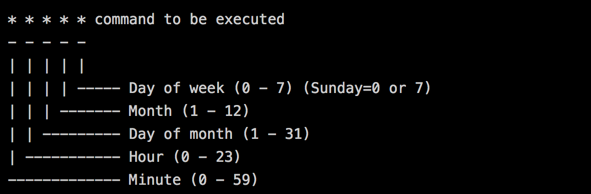 * * * * * command to be executed
- - - - -
| | | | |
| | | | ----- Day of week (0 - 7) (Sunday=0 or 7)
| | | ------- Month (1 - 12)
| | --------- Day of month (1 - 31)
| ----------- Hour (0 - 23)
------------- Minute (0 - 59)